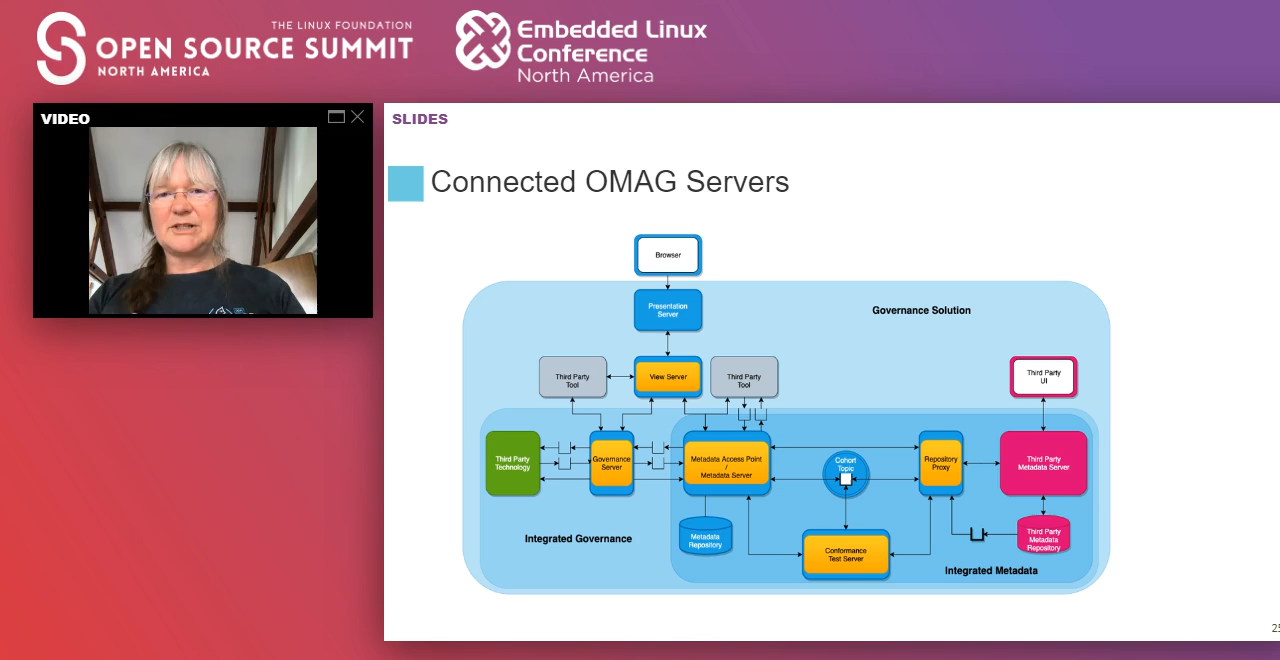 THE LINUX FOUNDATION
OPEN SOURCE SUMMIT
NORTH AMERICA
Embedded Linux
Conference
North America
VIDEO
SLIDES
Connected OMAG Servers
Browser
Presentation
Server
Governance Solution
Third Party
Tool
View Server
Third Party
Tool
Third Party
UI
Third Party
Technology
Governance
Server
Metadata Access Point
/
Metadata Server
Cohort
Topic
Repository
Proxy
Third Party
Metadata Server
Integrated Governance
Metadata
Repository
Conformance
Test Server
Third Party
Metadata
Repository
Integrated Metadata
25